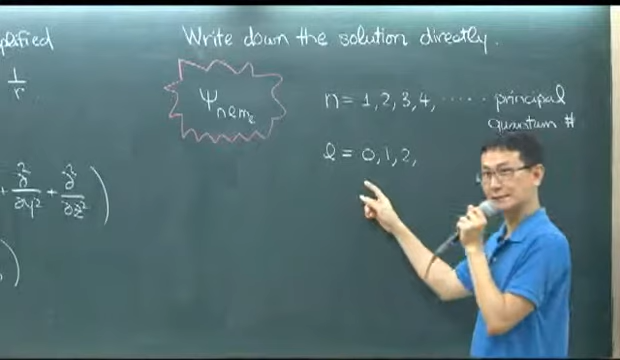 plified
1/r
+ ∂²/∂y² + ∂²/∂z² )
)
Write down the solution directly.
Ψnlmℓ
n = 1, 2, 3, 4, ····· principal
quantum #
ℓ = 0, 1, 2,